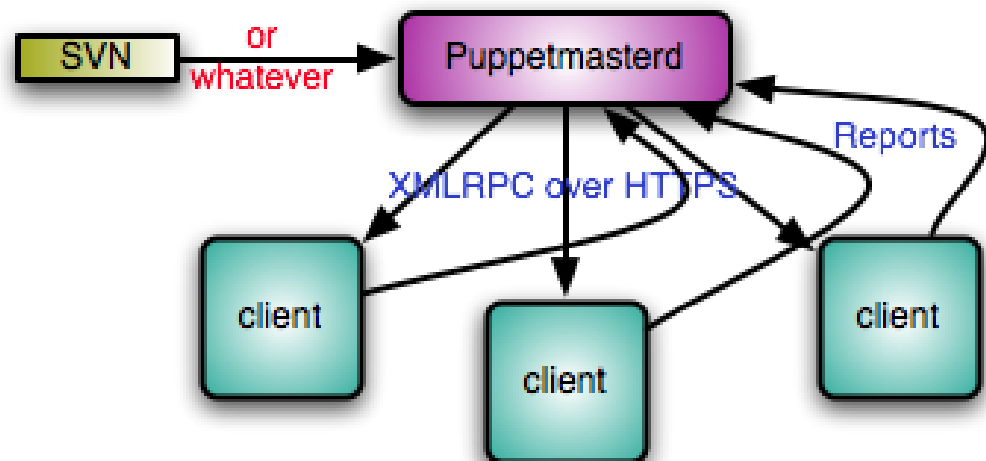 SVN
or
whatever
Puppetmasterd
XMLRPC over HTTPS
Reports
client
client
client